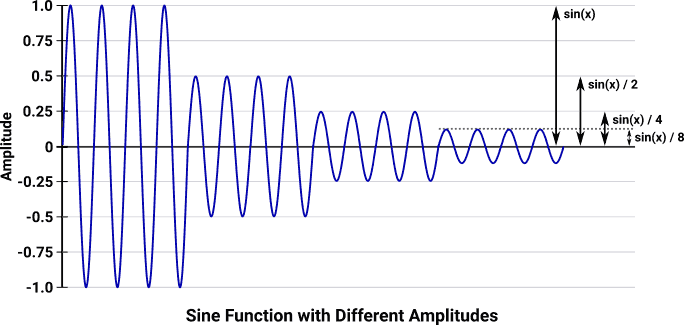 1.0
0.75
0.5
0.25
0
-0.25
-0.5
-0.75
-1.0
Amplitude
sin(x)
sin(x) / 2
sin(x) / 4
sin(x) / 8
Sine Function with Different Amplitudes